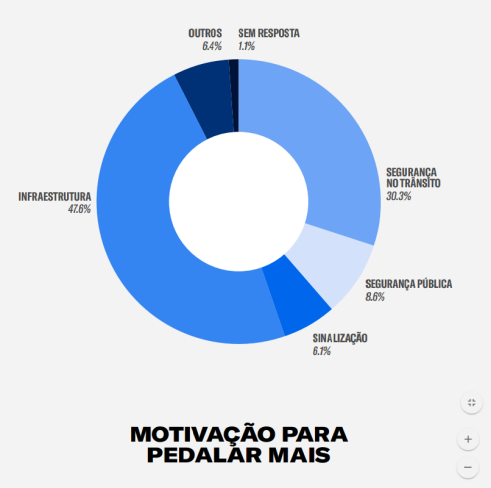 OUTROS
6.4%
SEM RESPOSTA
1.1%
SEGURANÇA
NO TRÂNSITO
30.3%
INFRAESTRUTURA
47.6%
SEGURANÇA PÚBLICA
8.6%
SINALIZAÇÃO
6.1%
MOTIVAÇÃO PARA
PEDALAR MAIS